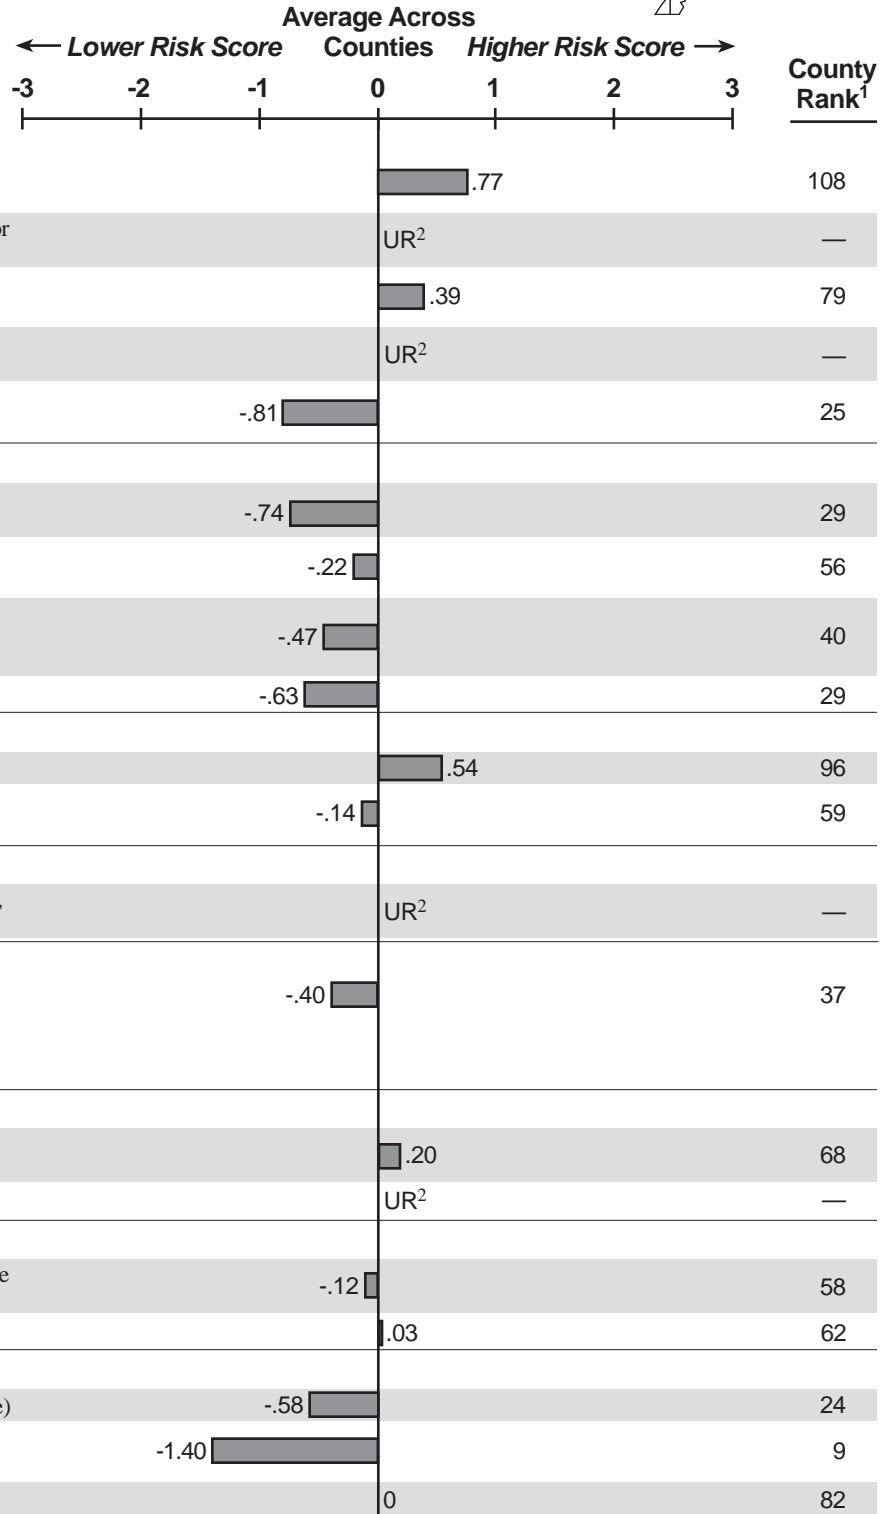 Average Across
← Lower Risk Score Counties Higher Risk Score →
-3 -2 -1 0 1 2 3 County
Rank1
.77 108
or
UR2 —
.39 79
UR2 —
-.81 25
-.74 29
-.22 56
-.47 40
-.63 29
.54 96
-.14 59
, UR2 —
-.40 37
.20 68
UR2 —
e
-.12 58
.03 62
e) -.58 24
-1.40 9
0 82